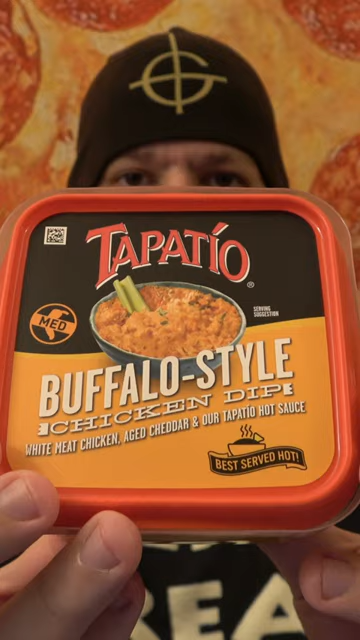 TAPATÍO
®
SERVING
SUGGESTION
MED
BUFFALO-STYLE
CHICKEN DIP
WHITE MEAT CHICKEN, AGED CHEDDAR & OUR TAPATÍO HOT SAUCE
BEST SERVED HOT!
REA